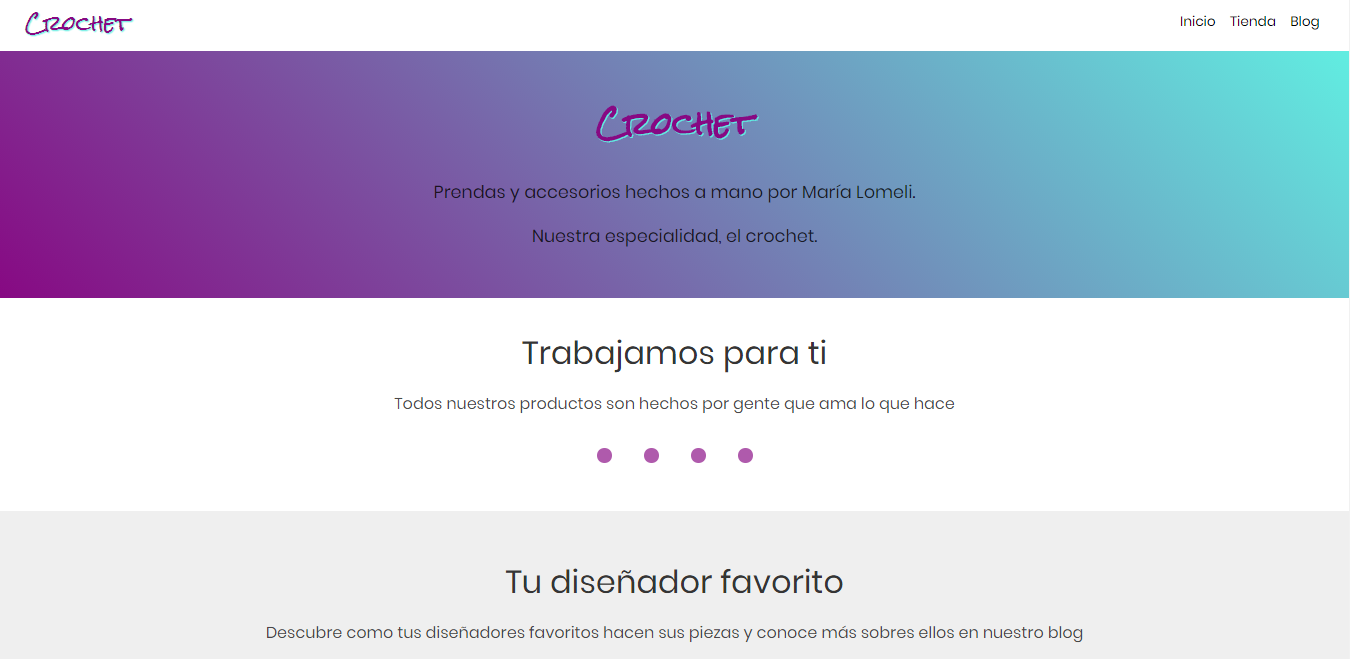 Crochet
Inicio Tienda Blog
Crochet
Prendas y accesorios hechos a mano por María Lomeli.
Nuestra especialidad, el crochet.
Trabajamos para ti
Todos nuestros productos son hechos por gente que ama lo que hace
Tu diseñador favorito
Descubre como tus diseñadores favoritos hacen sus piezas y conoce más sobres ellos en nuestro blog